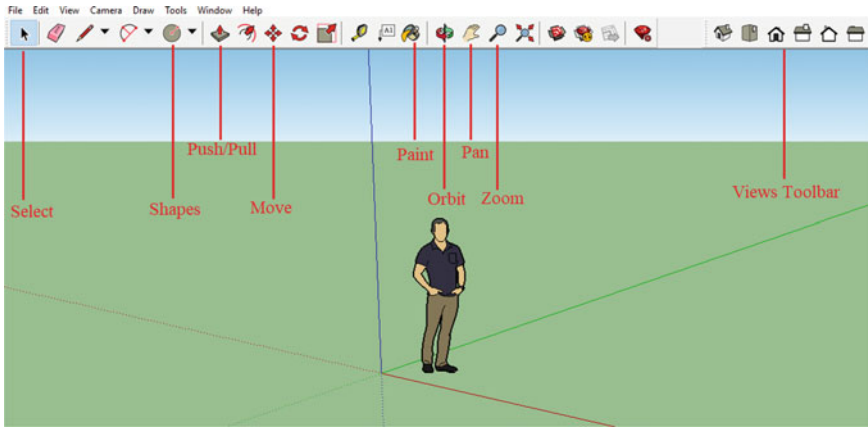 File Edit View Camera Draw Tools Window Help
A1
Push/Pull
Paint
Pan
Select
Shapes
Move
Orbit
Zoom
Views Toolbar